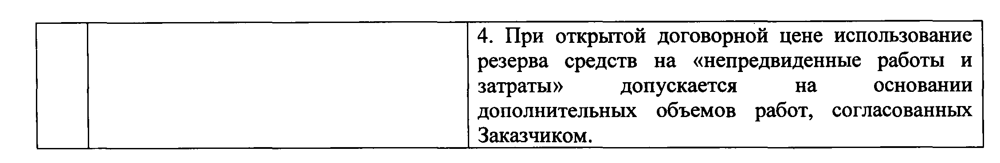 4. При открытой договорной цене использование
резерва средств на «непредвиденные работы и
затраты» допускается на основании
дополнительных объемов работ, согласованных
Заказчиком.